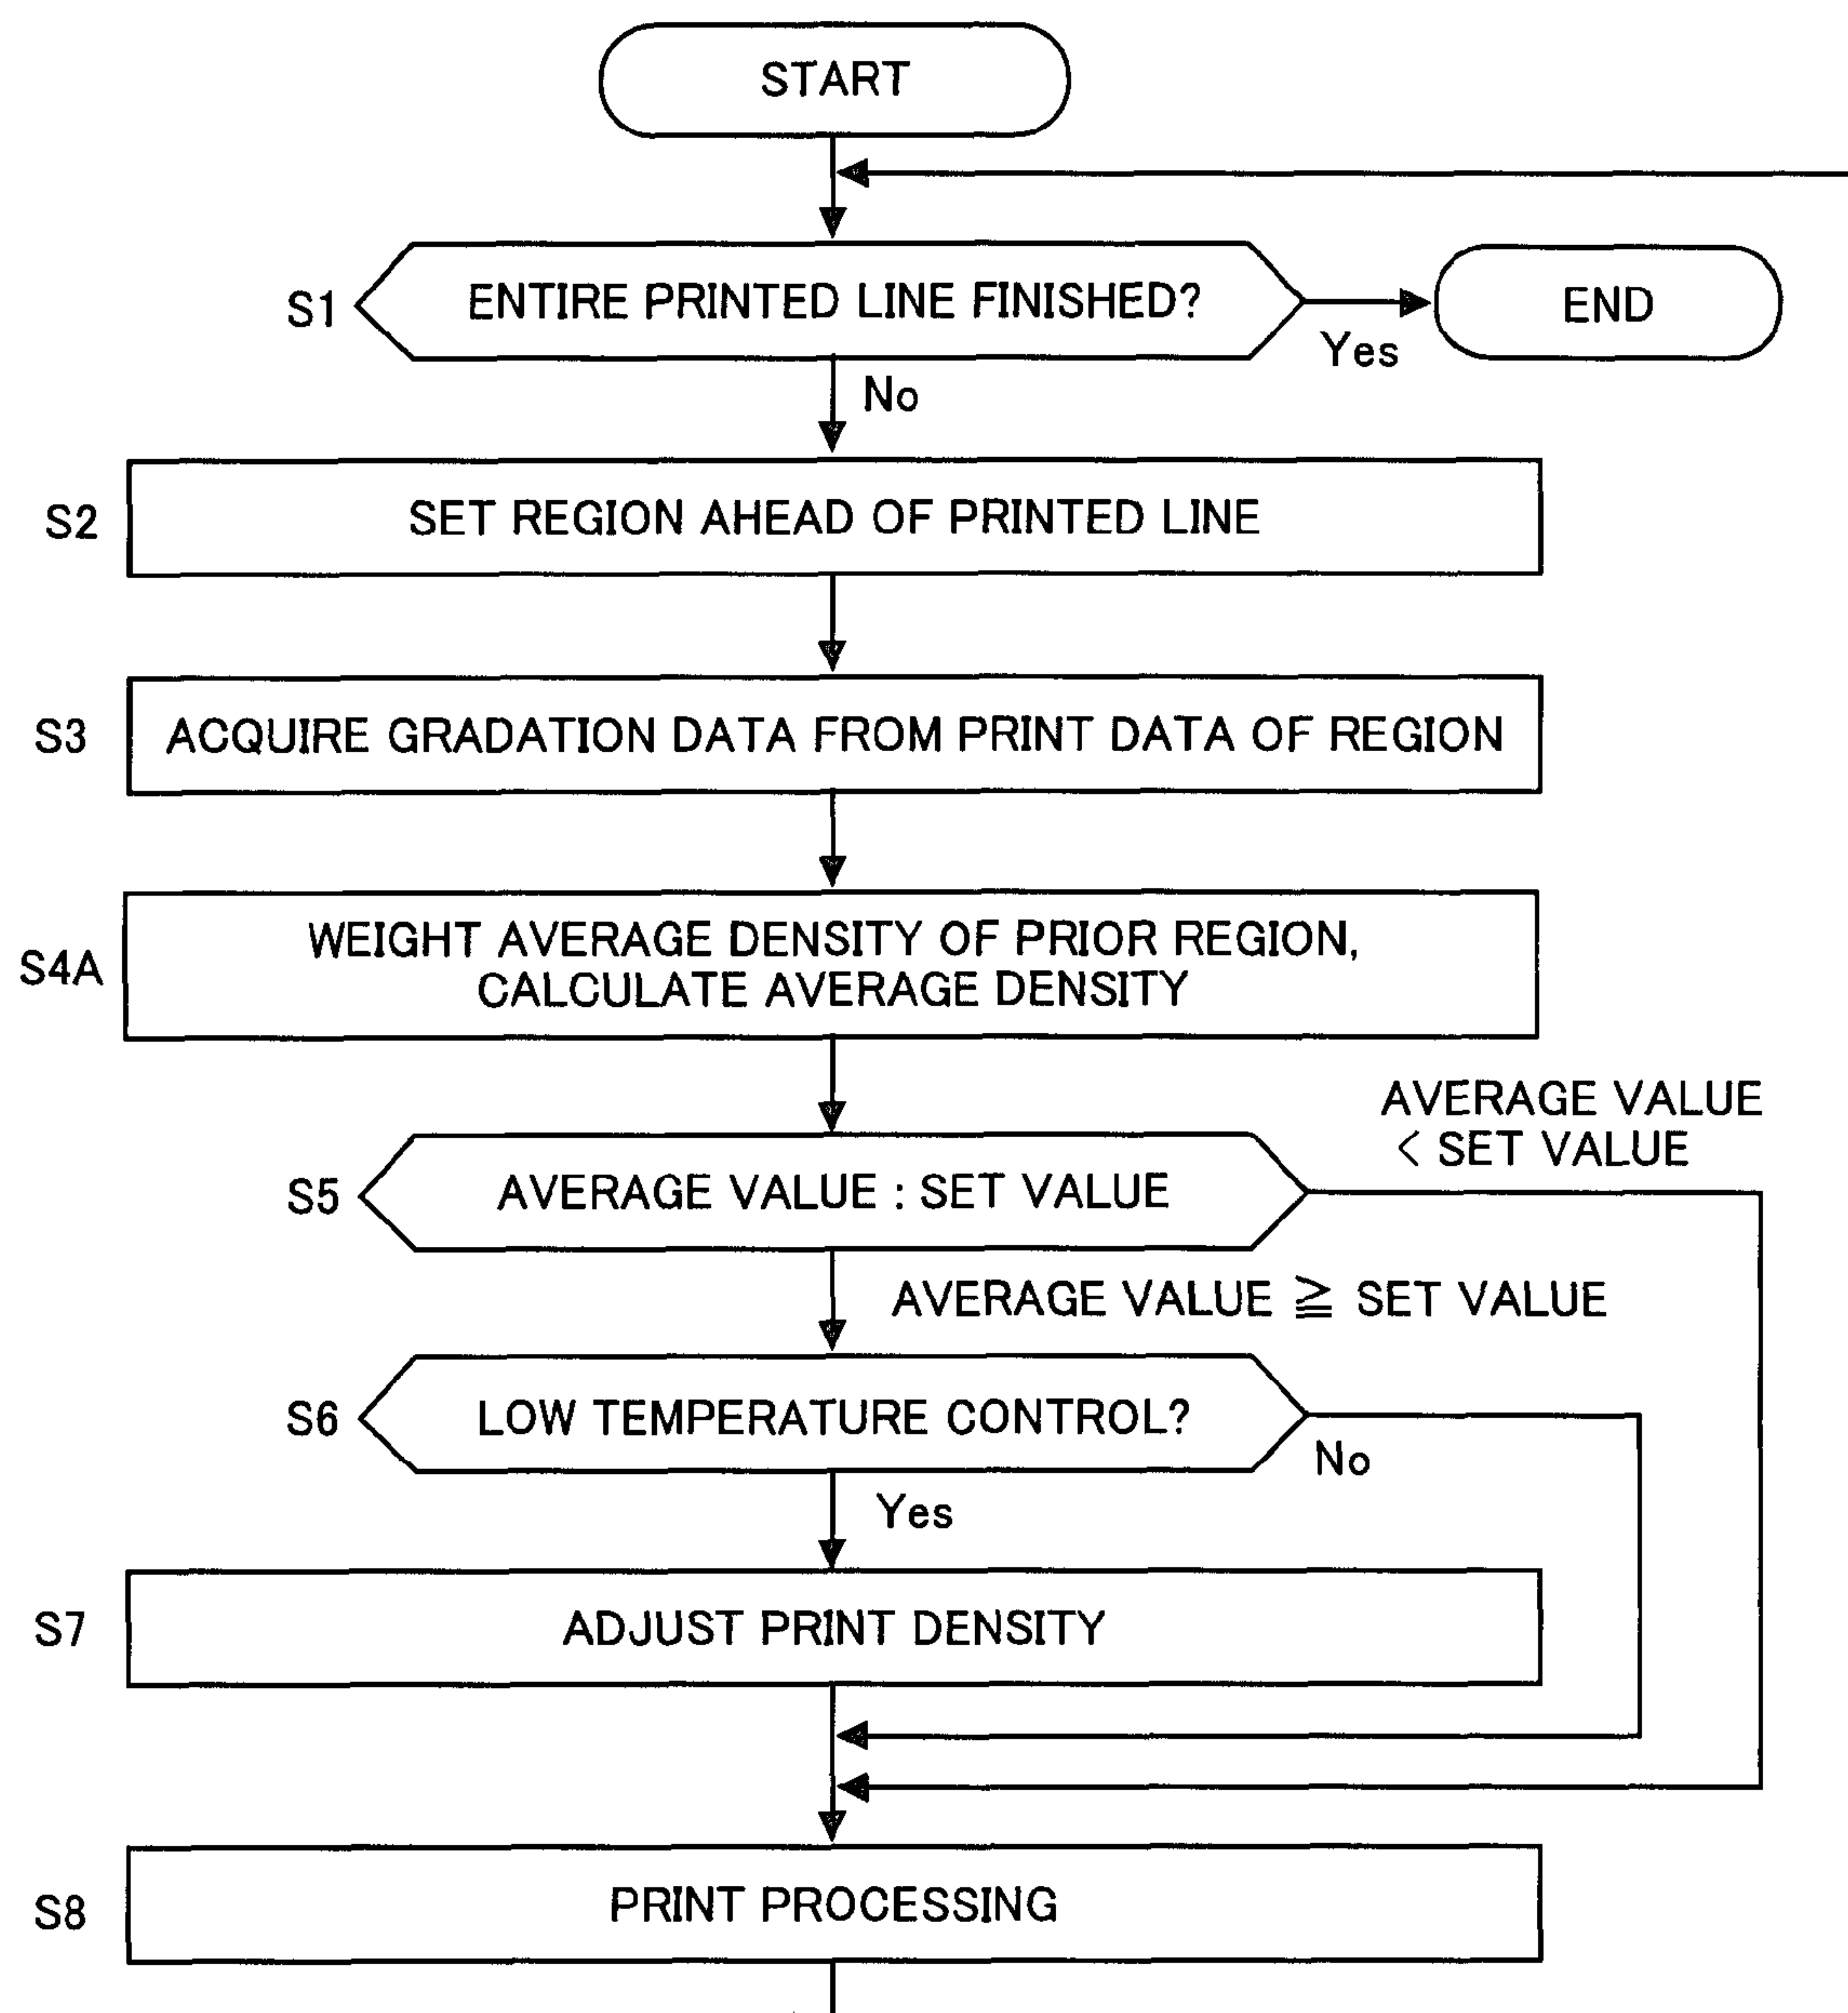 START
S1
ENTIRE PRINTED LINE FINISHED?
Yes
END
No
S2
SET REGION AHEAD OF PRINTED LINE
S3
ACQUIRE GRADATION DATA FROM PRINT DATA OF REGION
S4A
WEIGHT AVERAGE DENSITY OF PRIOR REGION,
CALCULATE AVERAGE DENSITY
AVERAGE VALUE
< SET VALUE
S5
AVERAGE VALUE : SET VALUE
AVERAGE VALUE ≧ SET VALUE
S6
LOW TEMPERATURE CONTROL?
No
Yes
S7
ADJUST PRINT DENSITY
S8
PRINT PROCESSING